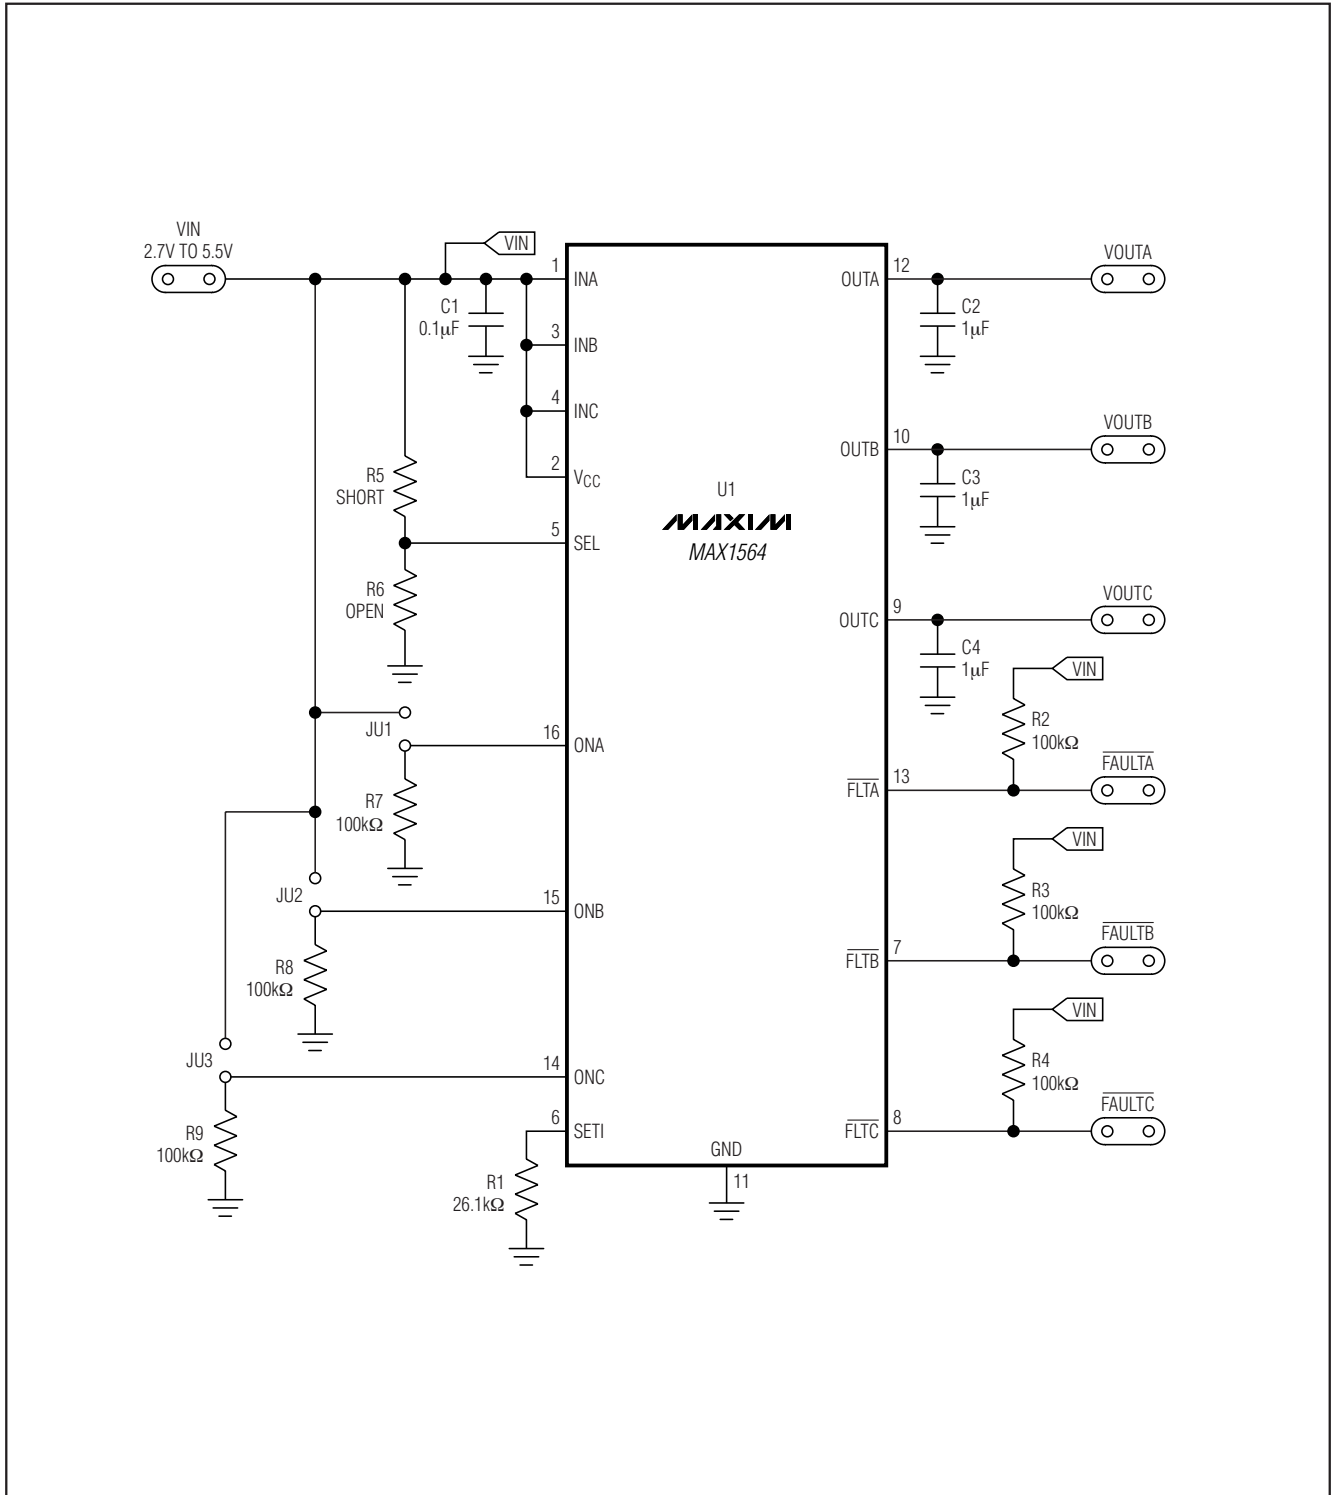 VIN
2.7V TO 5.5V
VIN
C1
0.1µF
R5
SHORT
R6
OPEN
JU1
R7
100kΩ
JU2
R8
100kΩ
JU3
R9
100kΩ
R1
26.1kΩ
1
INA
3
INB
4
INC
2
VCC
5
SEL
16
ONA
15
ONB
14
ONC
6
SETI
U1
MAXIM
MAX1564
GND
11
OUTA
12
C2
1µF
VOUTA
OUTB
10
C3
1µF
VOUTB
OUTC
9
C4
1µF
VOUTC
VIN
R2
100kΩ
FLTA
13
FAULTA
VIN
R3
100kΩ
FLTB
7
FAULTB
VIN
R4
100kΩ
FLTC
8
FAULTC